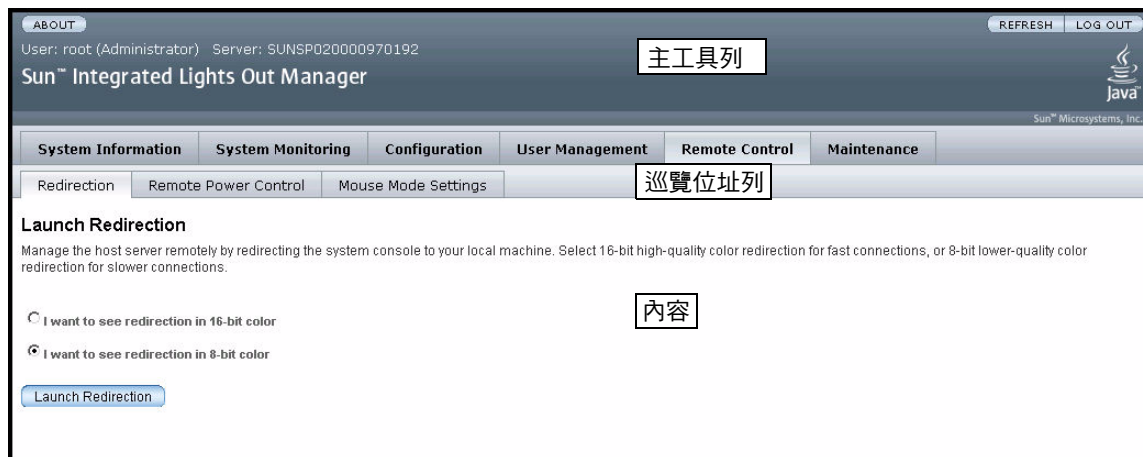 ABOUT
REFRESH LOG OUT
User: root (Administrator) Server: SUNSP020000970192
主工具列
Sun™ Integrated Lights Out Manager
Java™
Sun™ Microsystems, Inc.
System Information System Monitoring Configuration User Management Remote Control Maintenance
Redirection Remote Power Control Mouse Mode Settings
巡覽位址列
Launch Redirection
Manage the host server remotely by redirecting the system console to your local machine. Select 16-bit high-quality color redirection for fast connections, or 8-bit lower-quality color
redirection for slower connections.
內容
I want to see redirection in 16-bit color
I want to see redirection in 8-bit color
Launch Redirection